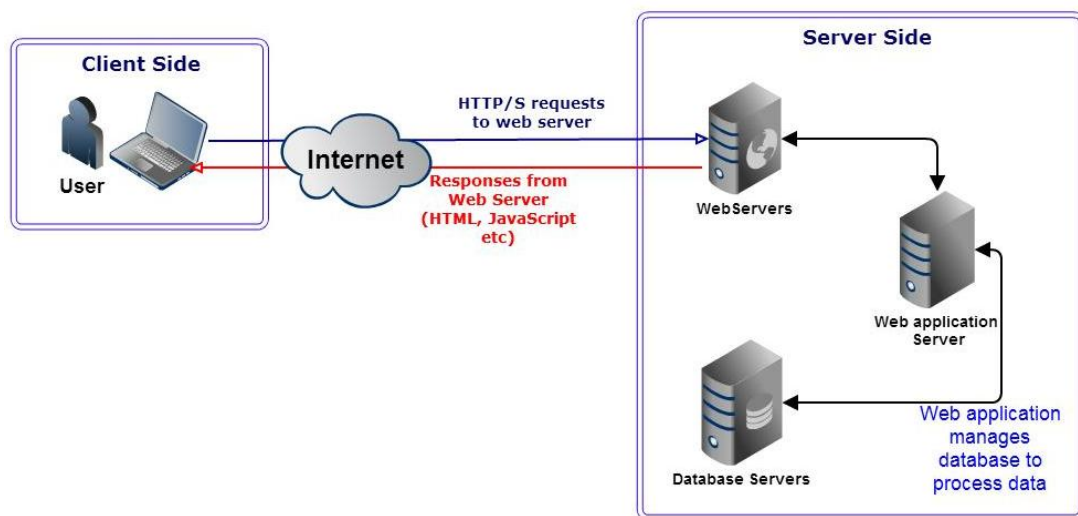 Client Side
User
Internet
HTTP/S requests
to web server
Responses from
Web Server
(HTML, JavaScript
etc)
Server Side
WebServers
Web application
Server
Database Servers
Web application
manages
database to
process data